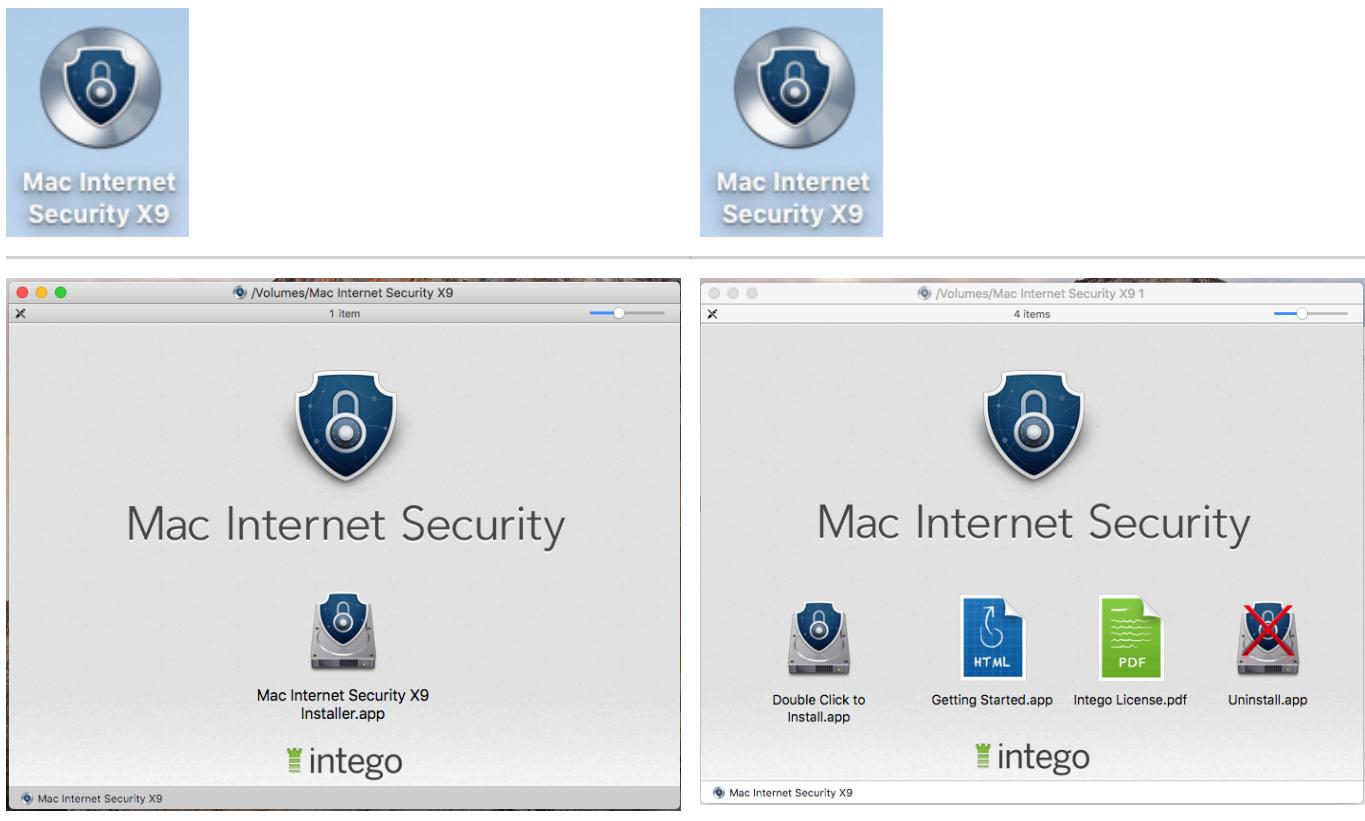 Mac Internet
Security X9
Mac Internet
Security X9
/Volumes/Mac Internet Security X9
1 item
Mac Internet Security
Mac Internet Security X9
Installer.app
intego
Mac Internet Security X9
/Volumes/Mac Internet Security X9 1
4 items
Mac Internet Security
HTML
PDF
Double Click to
Install.app
Getting Started.app
Intego License.pdf
Uninstall.app
intego
Mac Internet Security X9